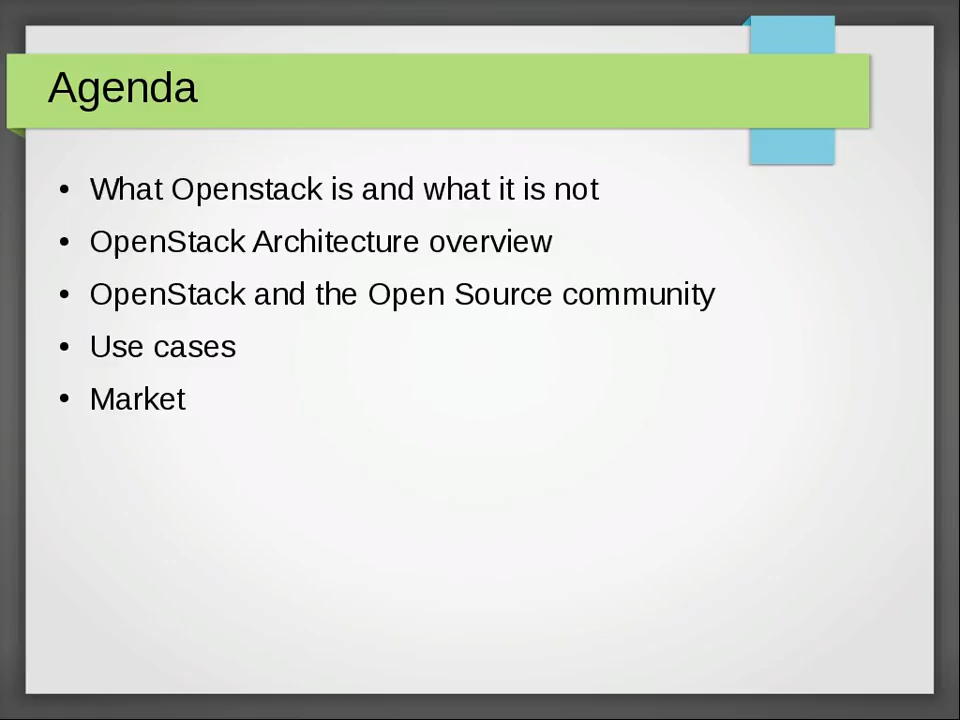 Agenda
• What Openstack is and what it is not
• OpenStack Architecture overview
• OpenStack and the Open Source community
• Use cases
• Market